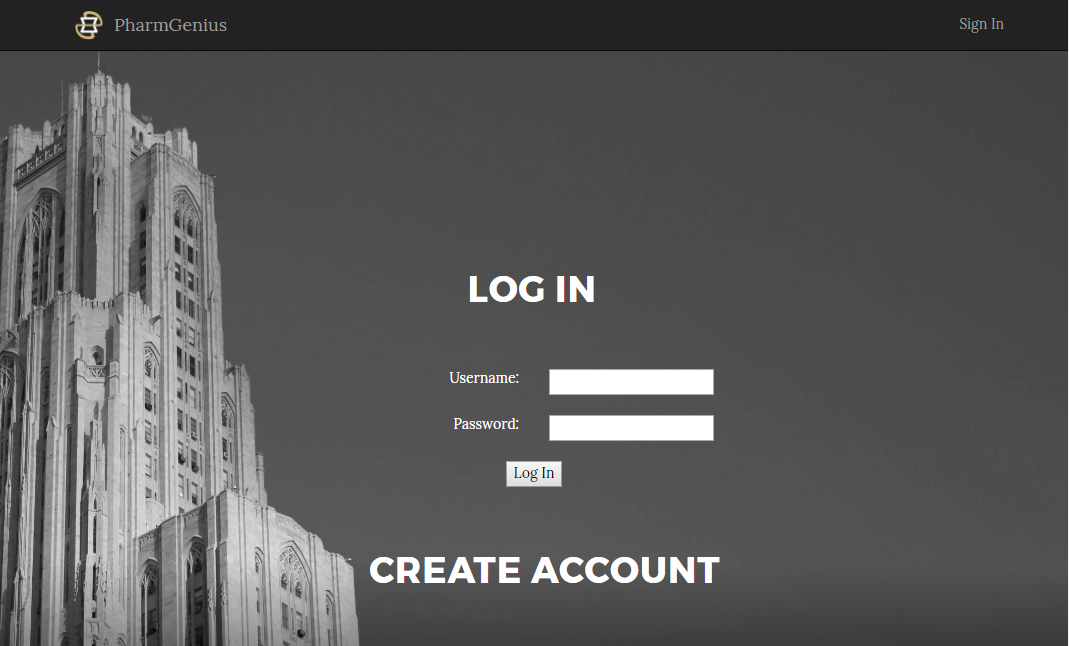 PharmGenius
Sign In
LOG IN
Username:
Password:
Log In
CREATE ACCOUNT